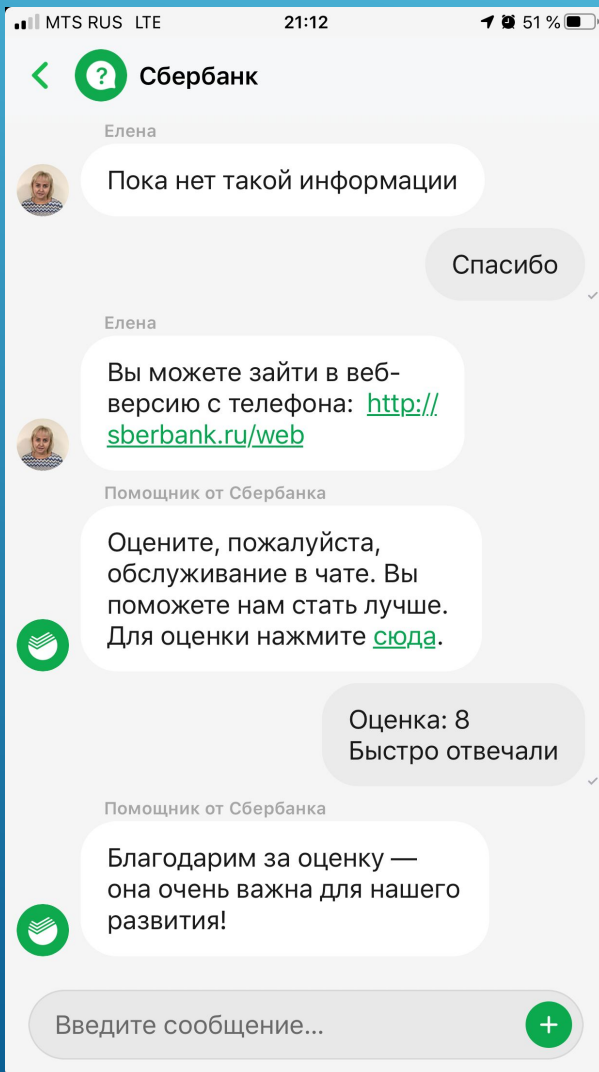 MTS RUS LTE 21:12 51 %
? Сбербанк
Елена
Пока нет такой информации
Спасибо
Елена
Вы можете зайти в веб-
версию с телефона: http://
sberbank.ru/web
Помощник от Сбербанка
Оцените, пожалуйста,
обслуживание в чате. Вы
поможете нам стать лучше.
Для оценки нажмите сюда.
Оценка: 8
Быстро отвечали
Помощник от Сбербанка
Благодарим за оценку —
она очень важна для нашего
развития!
Введите сообщение...